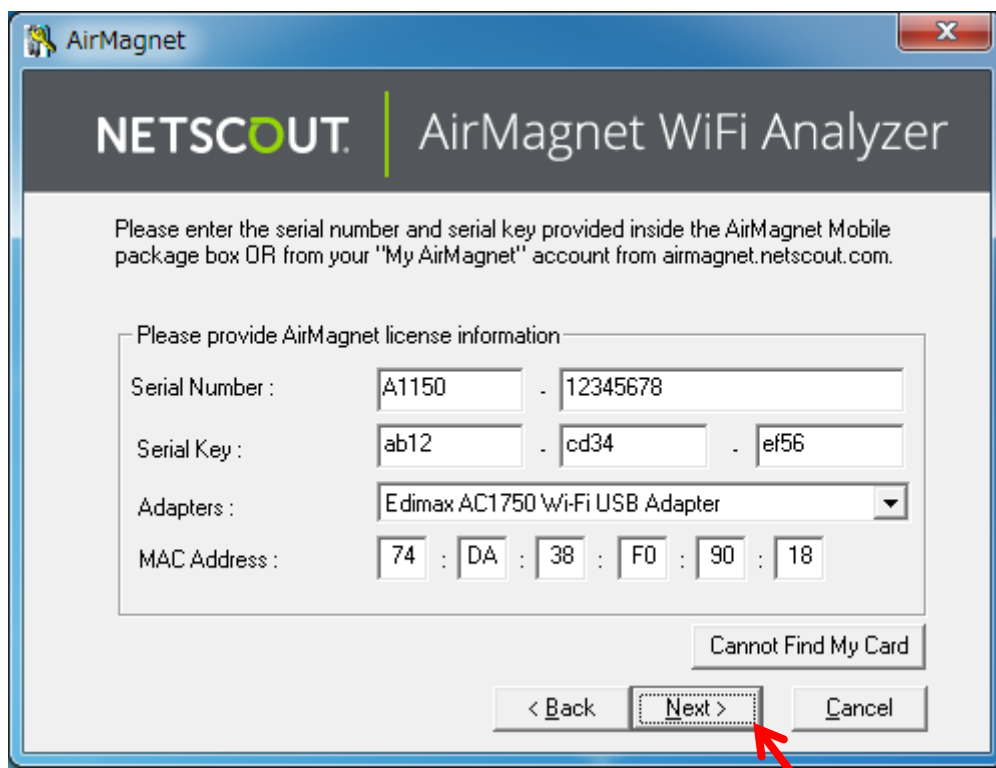 AirMagnet
NETSCOUT. AirMagnet WiFi Analyzer
Please enter the serial number and serial key provided inside the AirMagnet Mobile
package box OR from your "My AirMagnet" account from airmagnet.netscout.com.
Please provide AirMagnet license information
Serial Number : A1150 - 12345678
Serial Key : ab12 - cd34 - ef56
Adapters : Edimax AC1750 Wi-Fi USB Adapter
MAC Address : 74 : DA : 38 : F0 : 90 : 18
Cannot Find My Card
< Back Next > Cancel